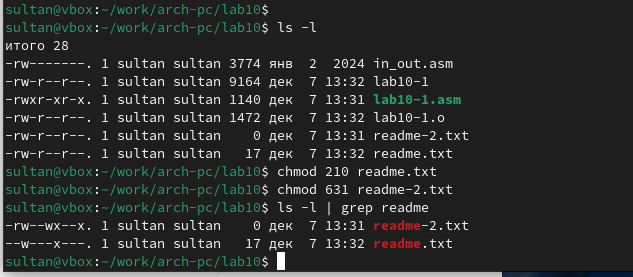 sultan@vbox:~/work/arch-pc/lab10$
sultan@vbox:~/work/arch-pc/lab10$ ls -l
итого 28
-rw-------. 1 sultan sultan 3774 янв  2  2024 in_out.asm
-rw-r--r--. 1 sultan sultan 9164 дек  7 13:32 lab10-1
-rwxr-xr-x. 1 sultan sultan 1140 дек  7 13:31 lab10-1.asm
-rw-r--r--. 1 sultan sultan 1472 дек  7 13:32 lab10-1.o
-rw-r--r--. 1 sultan sultan    0 дек  7 13:31 readme-2.txt
-rw-r--r--. 1 sultan sultan   17 дек  7 13:32 readme.txt
sultan@vbox:~/work/arch-pc/lab10$ chmod 210 readme.txt
sultan@vbox:~/work/arch-pc/lab10$ chmod 631 readme-2.txt
sultan@vbox:~/work/arch-pc/lab10$ ls -l | grep readme
-rw--wx--x. 1 sultan sultan    0 дек  7 13:31 readme-2.txt
--w---x---. 1 sultan sultan   17 дек  7 13:32 readme.txt
sultan@vbox:~/work/arch-pc/lab10$